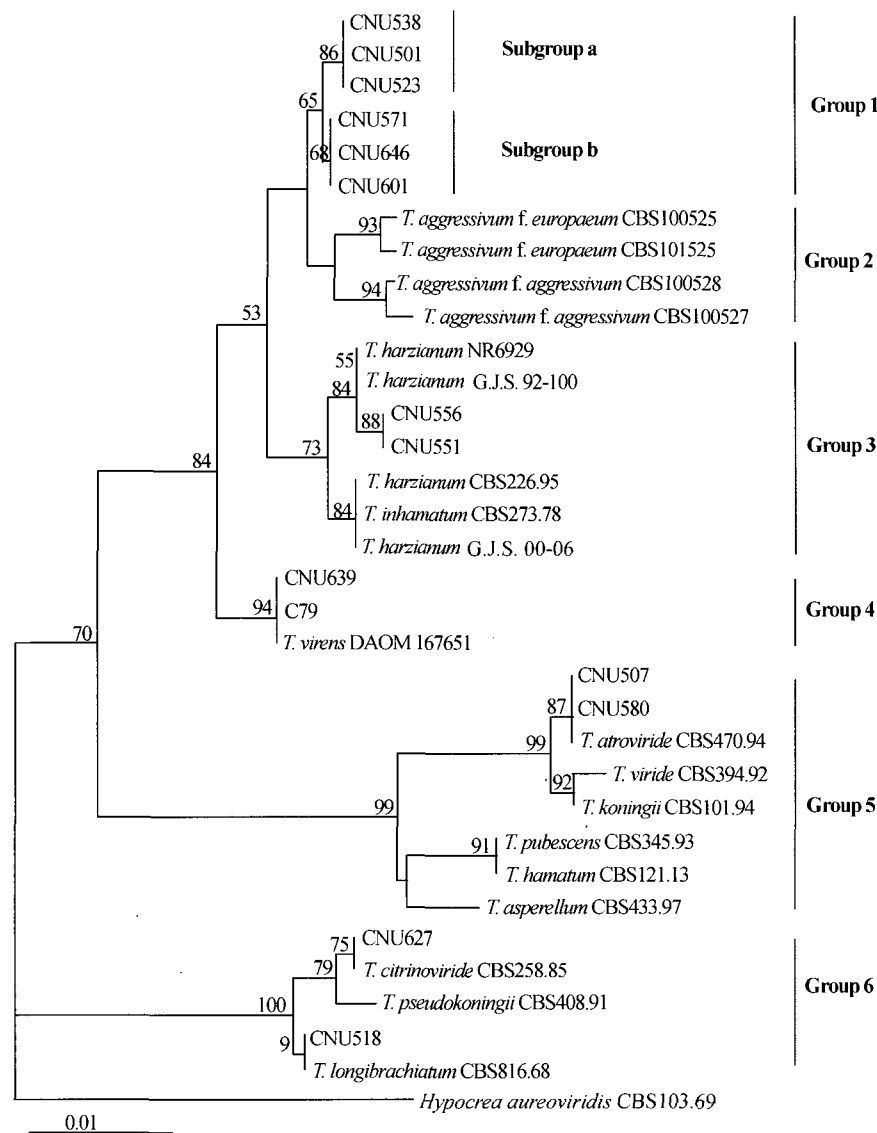 CNU538
86 CNU501 Subgroup a
CNU523
65 Group 1
CNU571
68 CNU646 Subgroup b
CNU601
93 T. aggressivum f. europaeum CBS100525
T. aggressivum f. europaeum CBS101525
Group 2
94 T. aggressivum f. aggressivum CBS100528
T. aggressivum f. aggressivum CBS100527
53
55 T. harzianum NR6929
84 T. harzianum G.J.S. 92-100
88 CNU556
CNU551
73 Group 3
84 T. harzianum CBS226.95
84 T. inhamatum CBS273.78
T. harzianum G.J.S. 00-06
CNU639
94 C79 Group 4
70 T. virens DAOM 167651
CNU507
87 CNU580
99 T. atroviride CBS470.94
92 T. viride CBS394.92
T. koningii CBS101.94
99 Group 5
91 T. pubescens CBS345.93
T. hamatum CBS121.13
T. asperellum CBS433.97
75 CNU627
79 T. citrinoviride CBS258.85
Group 6
100 T. pseudokoningii CBS408.91
9 CNU518
T. longibrachiatum CBS816.68
Hypocrea aureoviridis CBS103.69
0.01